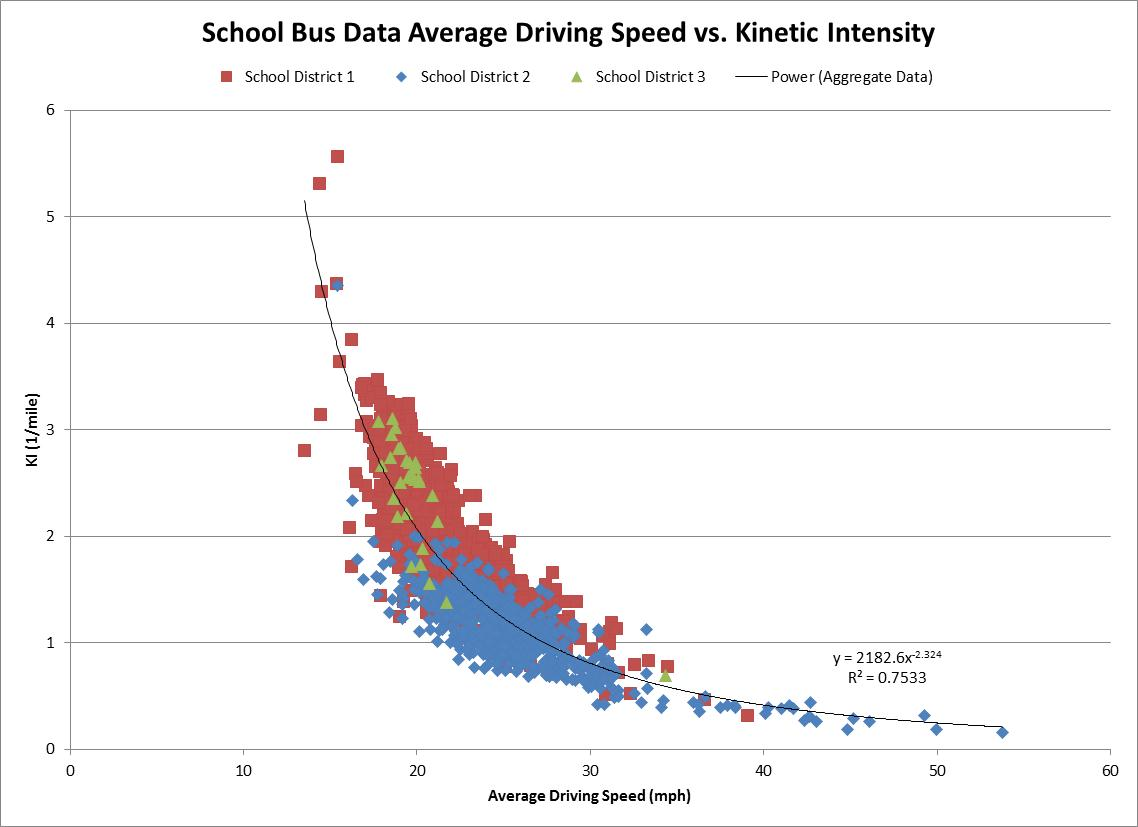 School Bus Data Average Driving Speed vs. Kinetic Intensity
School District 1 School District 2 School District 3 Power (Aggregate Data)
6
5
4
3
2
1
0
KI (1/mile)
y = 2182.6x^-2.324
R² = 0.7533
0 10 20 30 40 50 60
Average Driving Speed (mph)